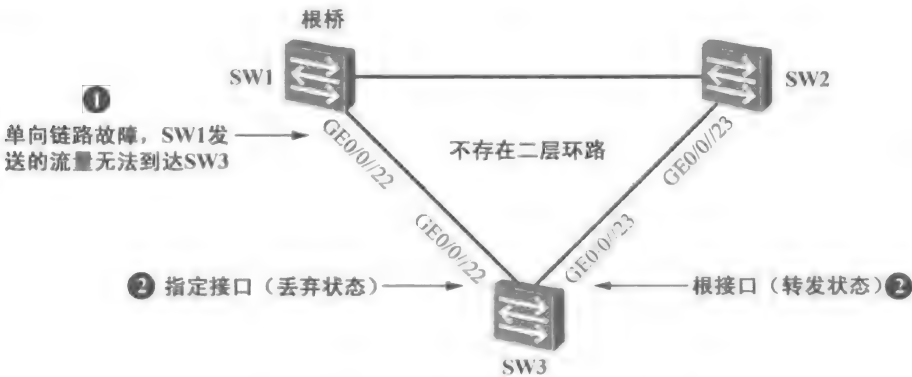 根桥
SW1
SW2
❶
单向链路故障，SW1发
送的流量无法到达SW3
GE0/0//22
不存在二层环路
GE0/0//23
GE0/0//22
GE0/0//23
❷ 指定接口（丢弃状态）
根接口（转发状态）❷
SW3